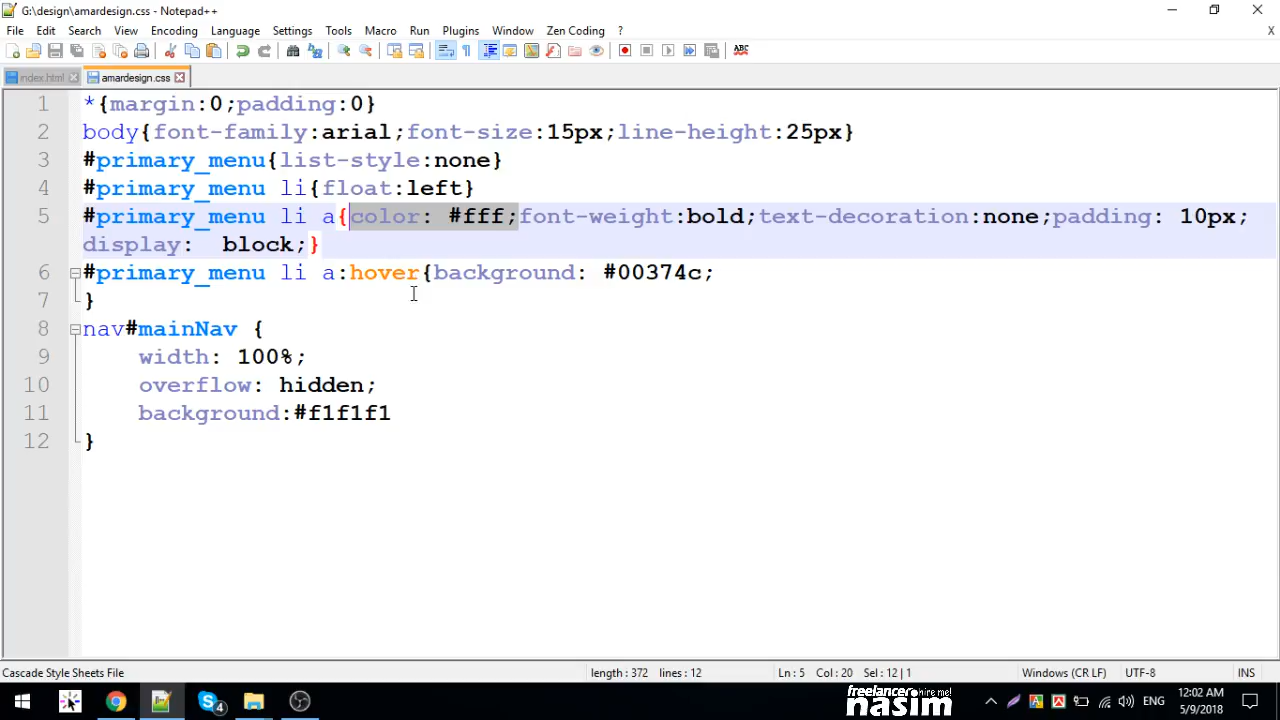 G:\design\amardesign.css - Notepad++
File Edit Search View Encoding Language Settings Tools Macro Run Plugins Window Zen Coding ? X
ABC
index.html amardesign.css
1 *{margin:0;padding:0}
2 body{font-family:arial;font-size:15px;line-height:25px}
3 #primary_menu{list-style:none}
4 #primary_menu li{float:left}
5 #primary_menu li a{color: #fff;font-weight:bold;text-decoration:none;padding: 10px;
display:  block;}
6 #primary_menu li a:hover{background: #00374c;
7 }
8 nav#mainNav {
9 width: 100%;
10 overflow: hidden;
11 background:#f1f1f1
12 }
Cascade Style Sheets File length : 372 lines : 12 Ln : 5 Col : 20 Sel : 12 | 1 Windows (CR LF) UTF-8 INS
4 freelancer hire me! nasim ENG 12:02 AM
5/9/2018